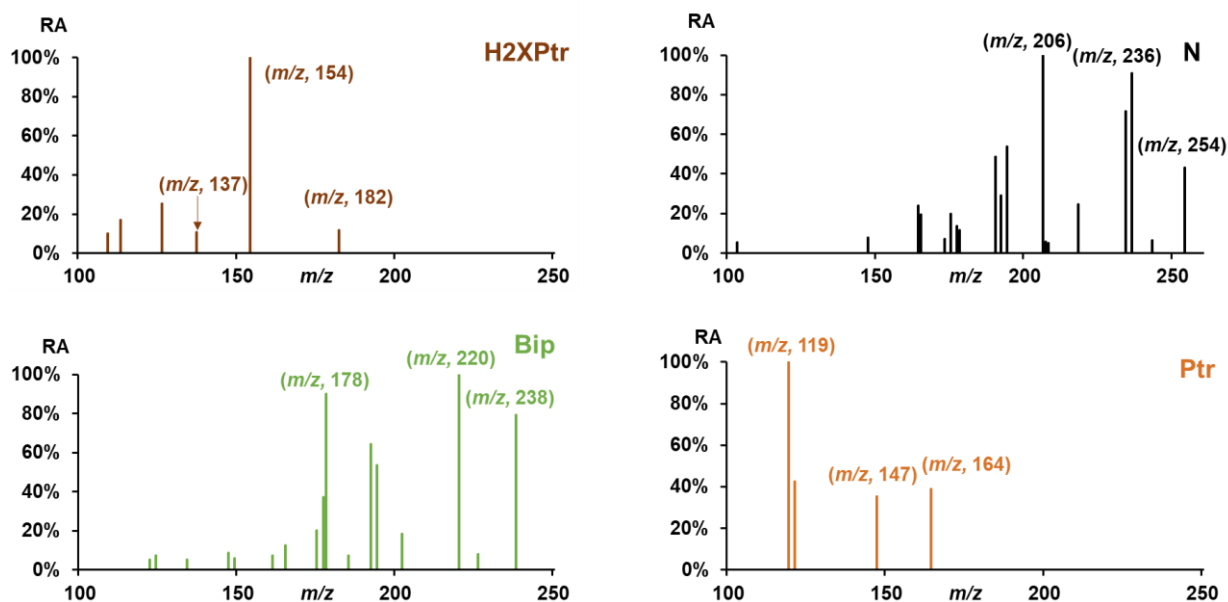 RA
H2XPtr
100%
(m/z, 154)
80%
60%
40%
(m/z, 137)
(m/z, 182)
20%
0%
100
150
m/z
200
250
RA
(m/z, 206)
(m/z, 236)
N
100%
80%
(m/z, 254)
60%
40%
20%
0%
100
150
m/z
200
250
RA
Bip
(m/z, 220)
100%
(m/z, 178)
(m/z, 238)
80%
60%
40%
20%
0%
100
150
m/z
200
250
RA
(m/z, 119)
Ptr
100%
80%
60%
(m/z, 147)
(m/z, 164)
40%
20%
0%
100
150
m/z
200
250